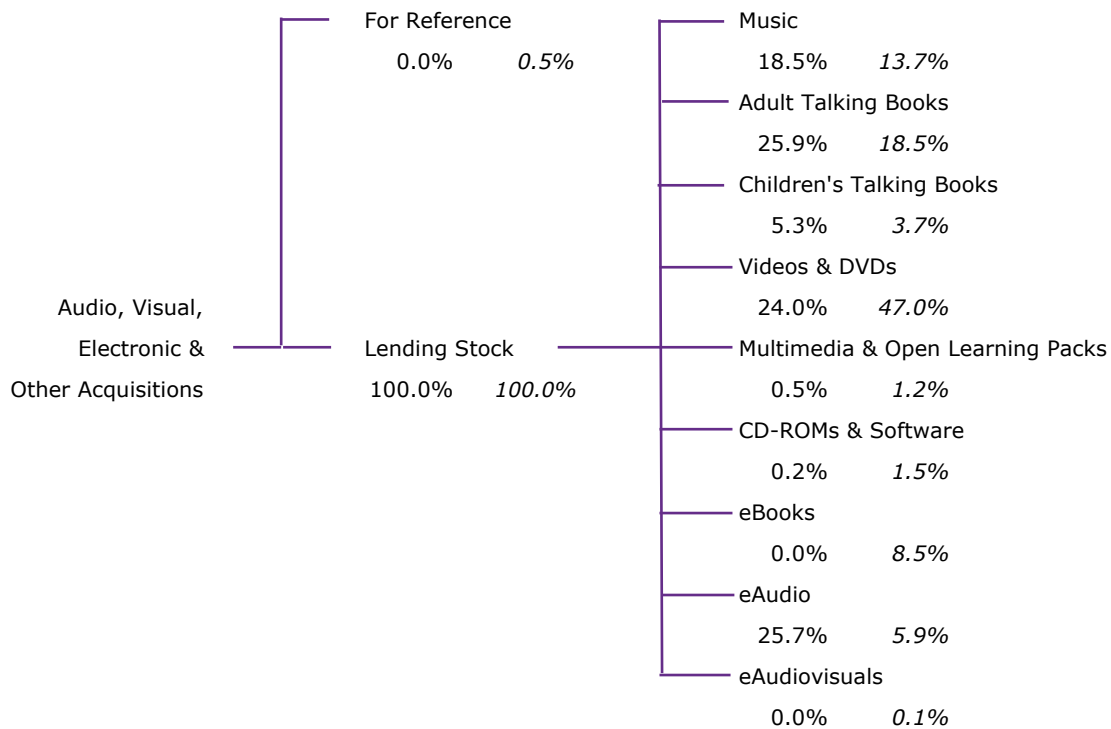 For Reference
0.0% 0.5%
Audio, Visual,
Electronic &
Other Acquisitions
Lending Stock
100.0% 100.0%
Music
18.5% 13.7%
Adult Talking Books
25.9% 18.5%
Children's Talking Books
5.3% 3.7%
Videos & DVDs
24.0% 47.0%
Multimedia & Open Learning Packs
0.5% 1.2%
CD-ROMs & Software
0.2% 1.5%
eBooks
0.0% 8.5%
eAudio
25.7% 5.9%
eAudiovisuals
0.0% 0.1%